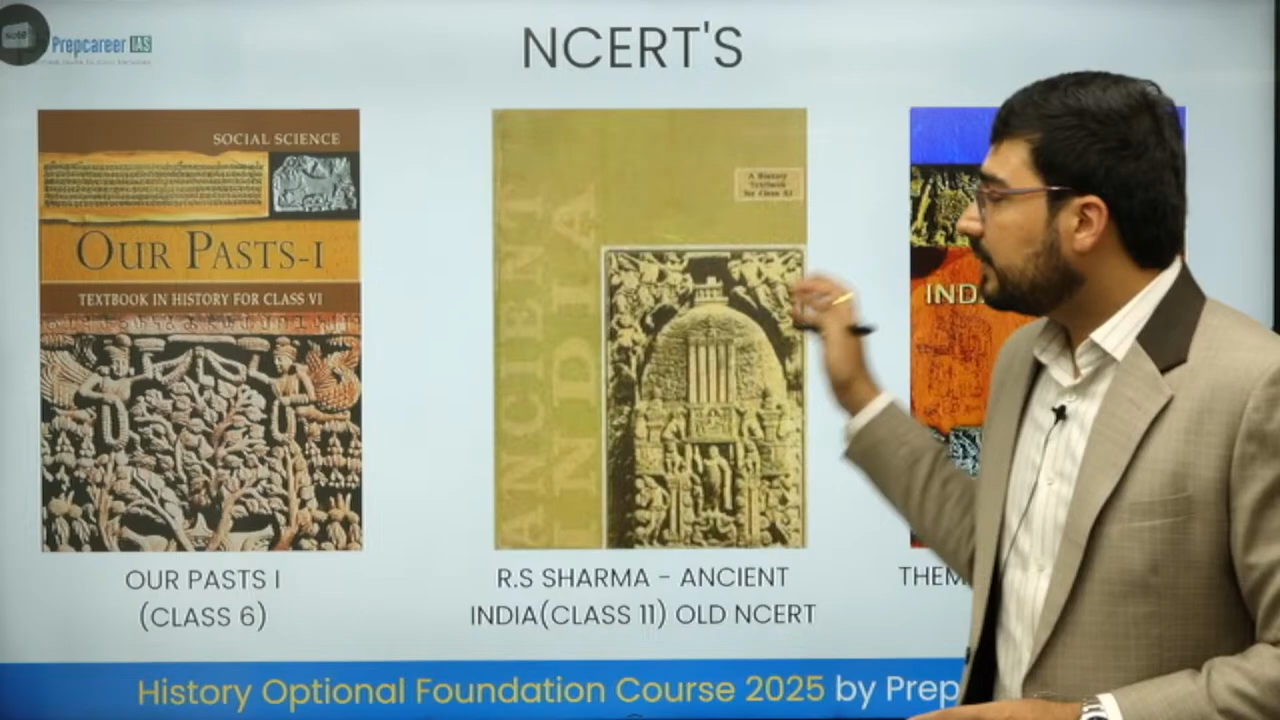 Prepcareer IAS
NCERT'S
SOCIAL SCIENCE
OUR PASTS-I
TEXTBOOK IN HISTORY FOR CLASS VI
OUR PASTS I
(CLASS 6)
ANCIENT
INDIA
A History
Textbook
for Class XI
R.S SHARMA - ANCIENT
INDIA(CLASS 11) OLD NCERT
IND
THEM
History Optional Foundation Course 2025 by Prep